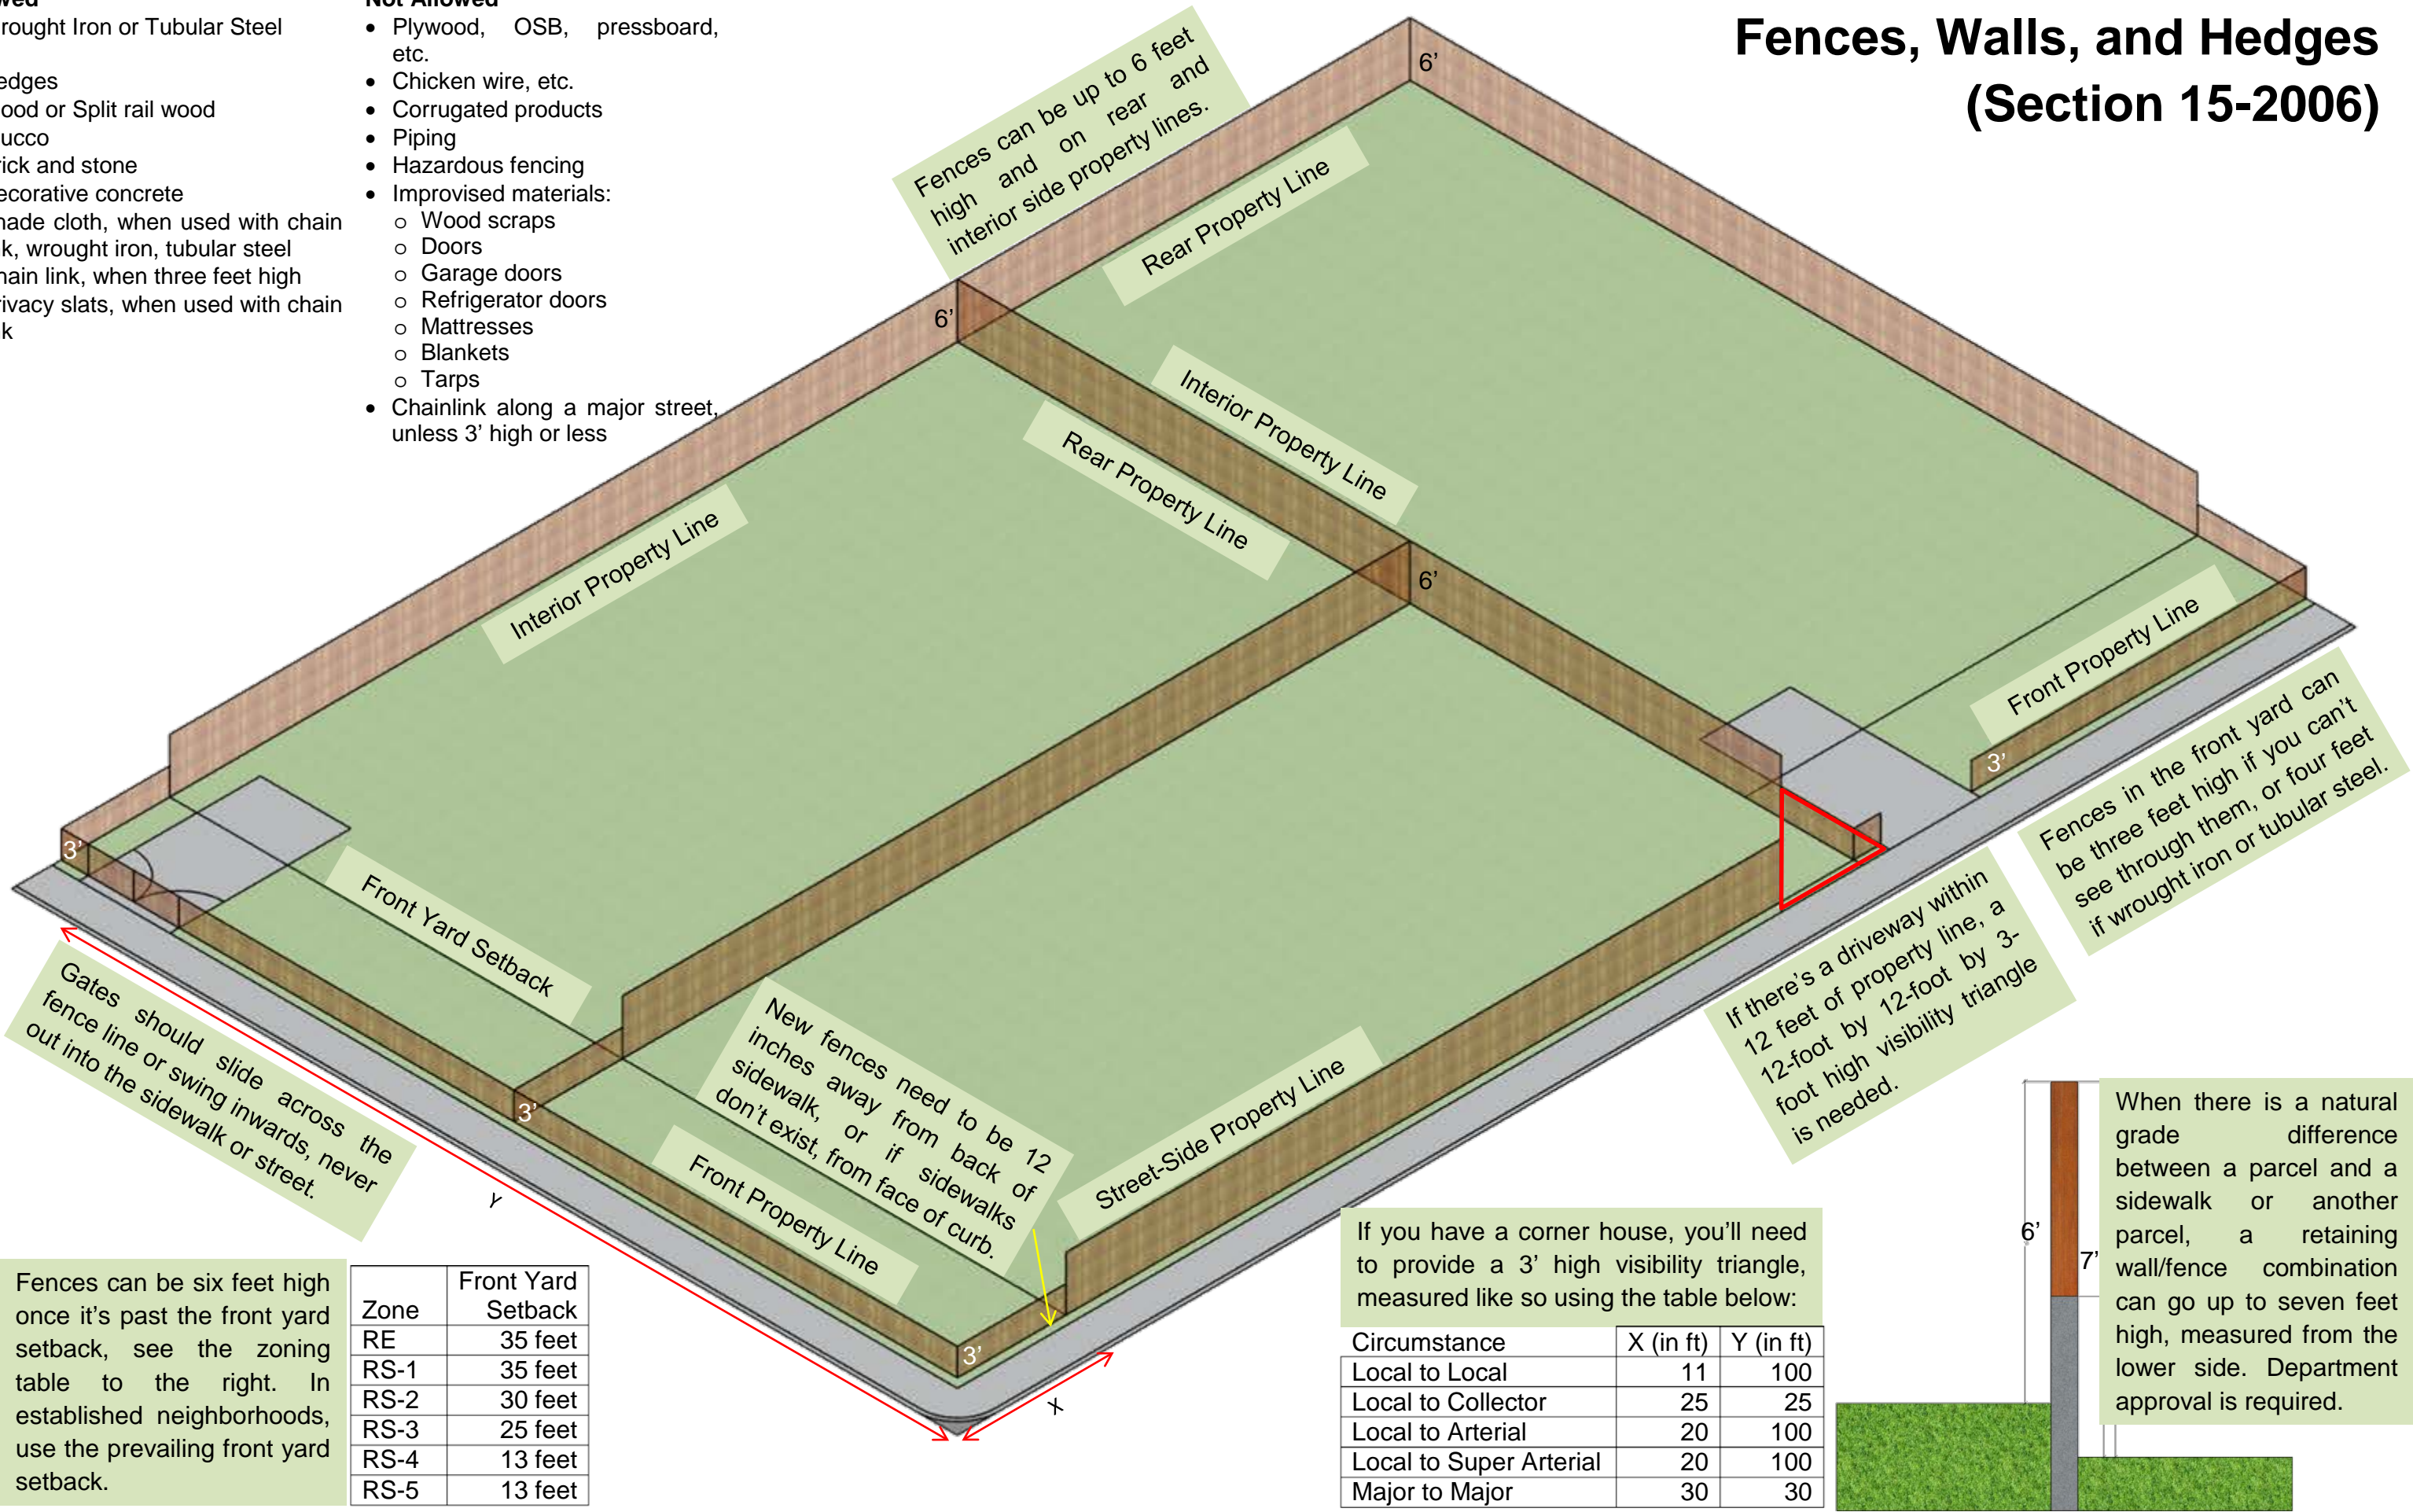 Fences, Walls, and Hedges
(Section 15-2006)
wed
rought Iron or Tubular Steel
edges
ood or Split rail wood
ucco
rick and stone
ecorative concrete
hade cloth, when used with chain
k, wrought iron, tubular steel
hain link, when three feet high
rivacy slats, when used with chain
k
Not Allowed
• Plywood, OSB, pressboard,
etc.
• Chicken wire, etc.
• Corrugated products
• Piping
• Hazardous fencing
• Improvised materials:
o Wood scraps
o Doors
o Garage doors
o Refrigerator doors
o Mattresses
o Blankets
o Tarps
• Chainlink along a major street,
unless 3’ high or less
Fences can be up to 6 feet
high and on rear and
interior side property lines.
6’
Rear Property Line
6’
Interior Property Line
Rear Property Line
Interior Property Line
6’
Front Property Line
3’
Fences in the front yard can
be three feet high if you can’t
see through them, or four feet
if wrought iron or tubular steel.
3’
Front Yard Setback
If there’s a driveway within
12 feet of property line, a
12-foot by 12-foot by 3-
foot high visibility triangle
is needed.
Gates should slide across the
fence line or swing inwards, never
out into the sidewalk or street.
New fences need to be 12
inches away from back of
sidewalk, or if sidewalks
don’t exist, from face of curb.
3’
Front Property Line
Street-Side Property Line
Y
3’
X
Fences can be six feet high
once it’s past the front yard
setback, see the zoning
table to the right. In
established neighborhoods,
use the prevailing front yard
setback.
Front Yard
Zone Setback
RE 35 feet
RS-1 35 feet
RS-2 30 feet
RS-3 25 feet
RS-4 13 feet
RS-5 13 feet
If you have a corner house, you’ll need
to provide a 3’ high visibility triangle,
measured like so using the table below:
Circumstance X (in ft) Y (in ft)
Local to Local 11 100
Local to Collector 25 25
Local to Arterial 20 100
Local to Super Arterial 20 100
Major to Major 30 30
6’
7’
When there is a natural
grade difference
between a parcel and a
sidewalk or another
parcel, a retaining
wall/fence combination
can go up to seven feet
high, measured from the
lower side. Department
approval is required.